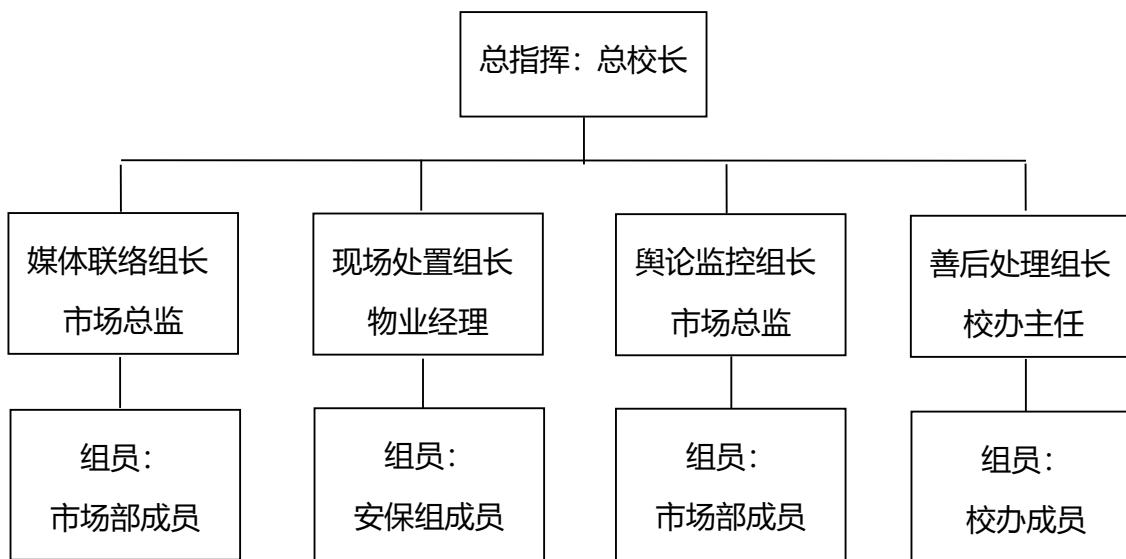 总指挥：总校长
媒体联络组长
市场总监
现场处置组长
物业经理
舆论监控组长
市场总监
善后处理组长
校办主任
组员：
市场部成员
组员：
安保组成员
组员：
市场部成员
组员：
校办成员